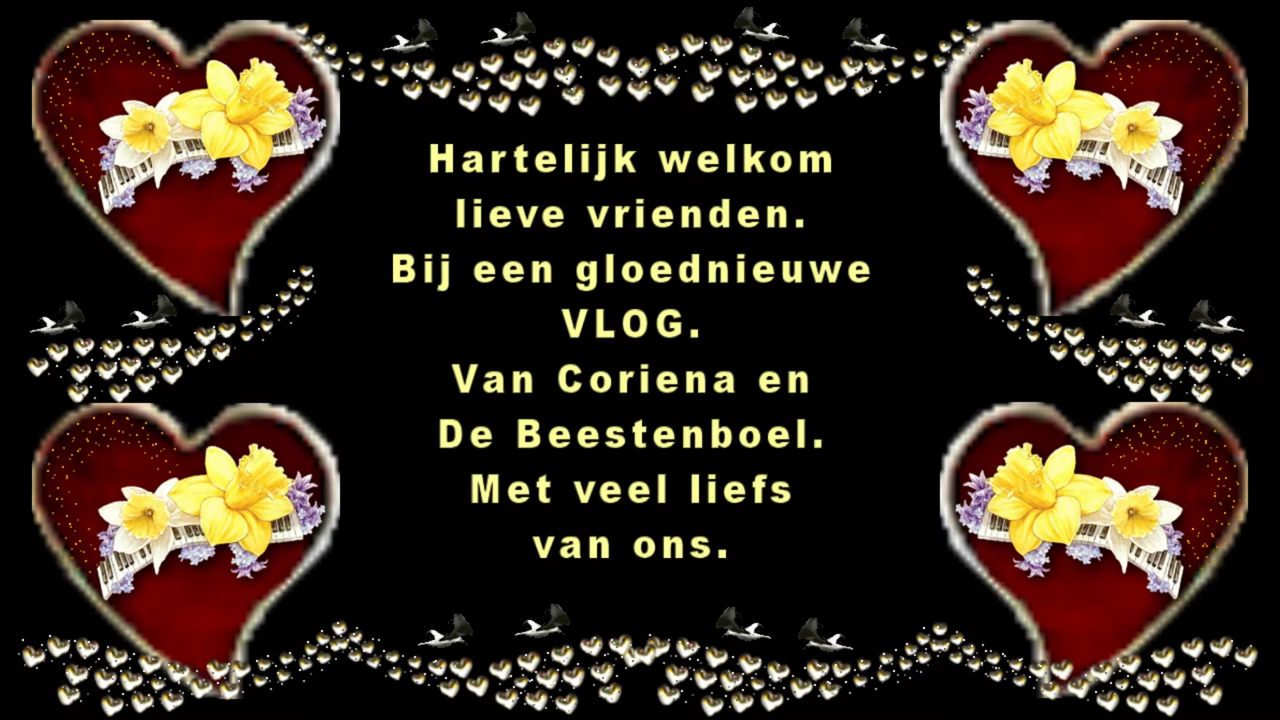 Hartelijk welkom
lieve vrienden.
Bij een gloednieuwe
VLOG.
Van Coriena en
De Beestenboel.
Met veel liefs
van ons.